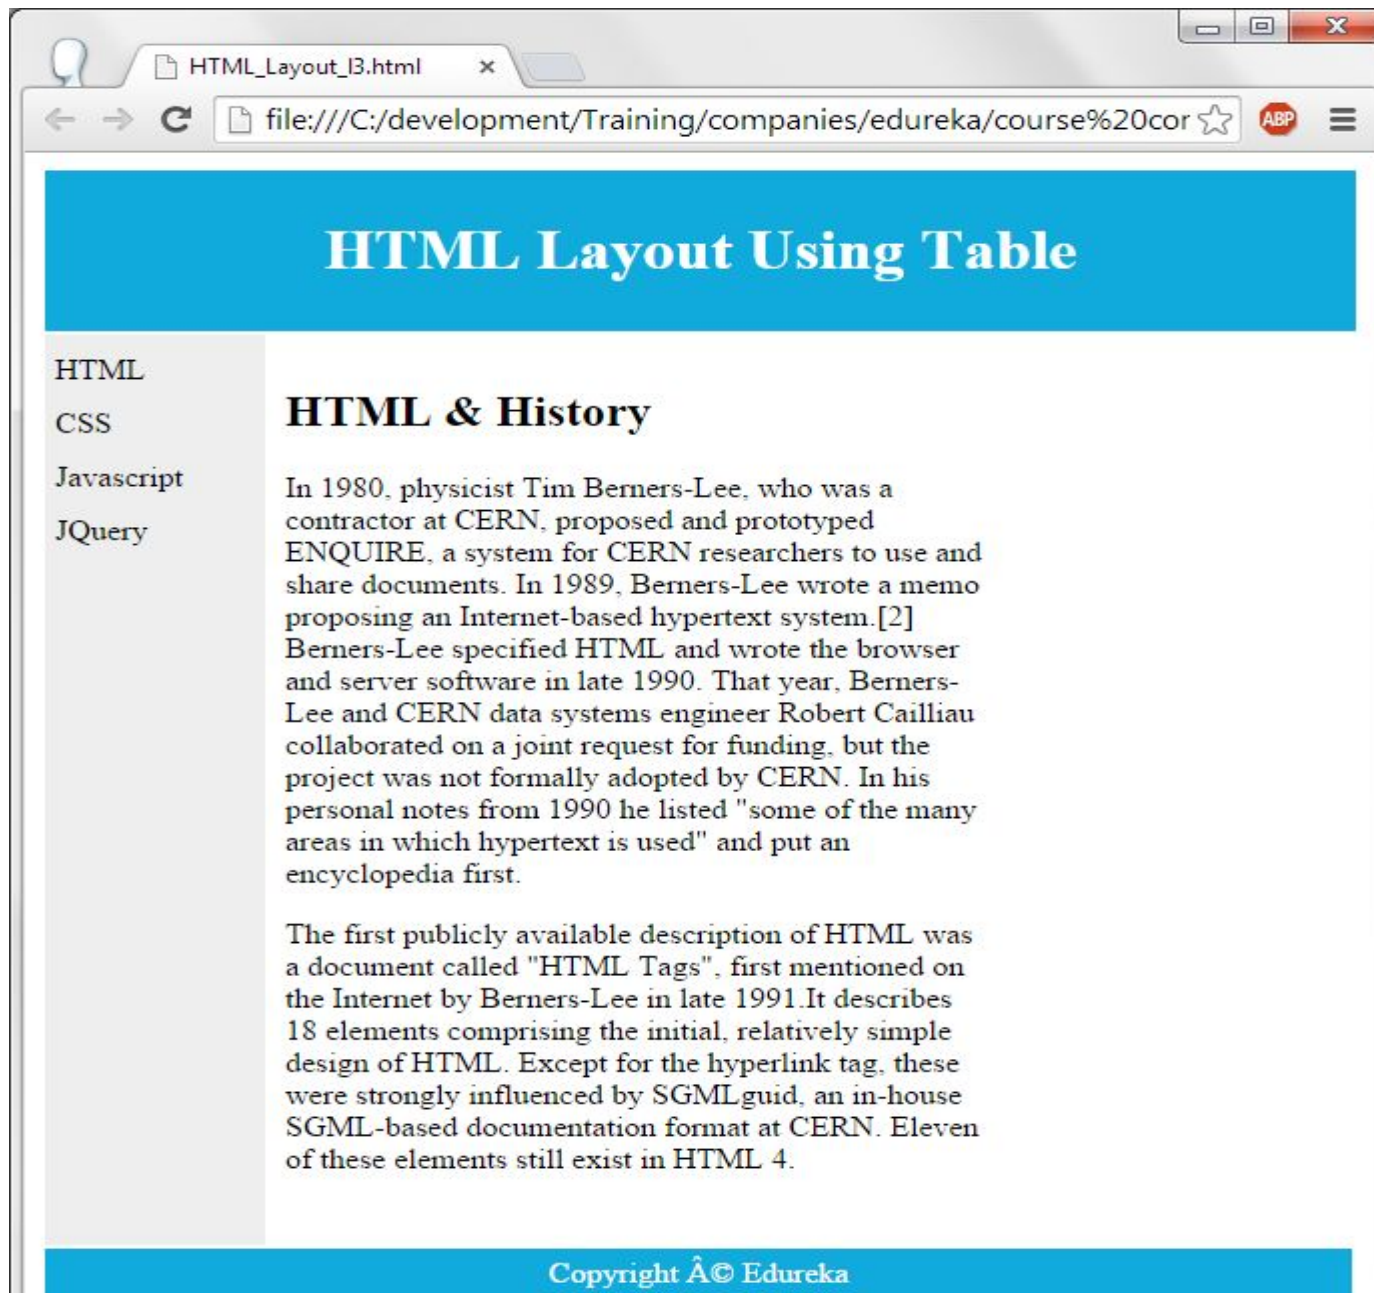 HTML_Layout_l3.html
file:///C:/development/Training/companies/edureka/course%20cor
ABP
HTML Layout Using Table
HTML
CSS
Javascript
JQuery
HTML & History
In 1980, physicist Tim Berners-Lee, who was a
contractor at CERN, proposed and prototyped
ENQUIRE, a system for CERN researchers to use and
share documents. In 1989, Berners-Lee wrote a memo
proposing an Internet-based hypertext system.[2]
Berners-Lee specified HTML and wrote the browser
and server software in late 1990. That year, Berners-
Lee and CERN data systems engineer Robert Cailliau
collaborated on a joint request for funding, but the
project was not formally adopted by CERN. In his
personal notes from 1990 he listed "some of the many
areas in which hypertext is used" and put an
encyclopedia first.
The first publicly available description of HTML was
a document called "HTML Tags", first mentioned on
the Internet by Berners-Lee in late 1991.It describes
18 elements comprising the initial, relatively simple
design of HTML. Except for the hyperlink tag, these
were strongly influenced by SGMLguid, an in-house
SGML-based documentation format at CERN. Eleven
of these elements still exist in HTML 4.
Copyright Â© Edureka